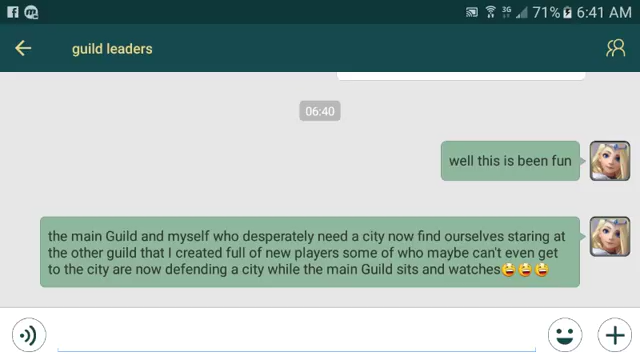 3G 71% 6:41 AM
guild leaders
06:40
well this is been fun
the main Guild and myself who desperately need a city now find ourselves staring at
the other guild that I created full of new players some of who maybe can't even get
to the city are now defending a city while the main Guild sits and watches😅😅😅